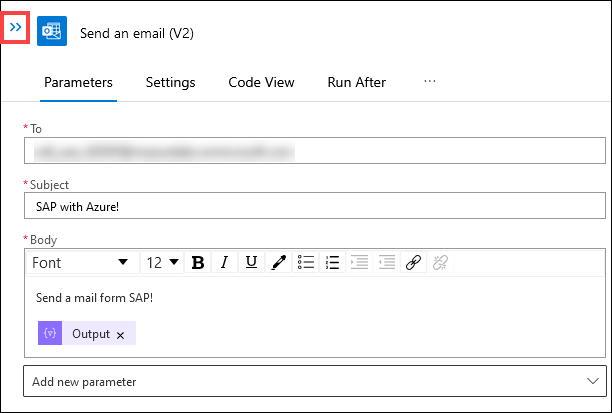 Send an email (V2)
Parameters Settings Code View Run After ...
* To
* Subject
SAP with Azure!
* Body
Font 12 B I U
Send a mail form SAP!
{v} Output ×
Add new parameter